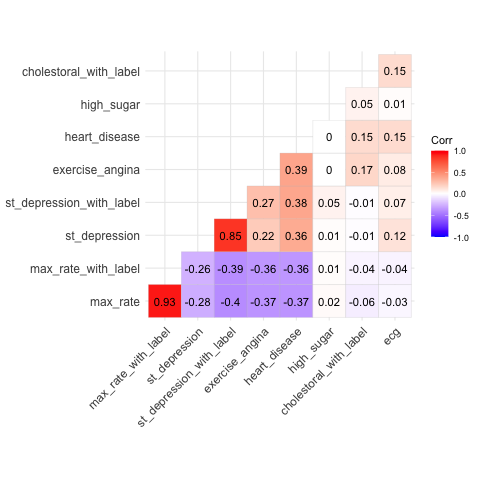 cholestoral_with_label 0.15
high_sugar 0.05 0.01
heart_disease 0 0.15 0.15
exercise_angina 0.39 0 0.17 0.08
st_depression_with_label 0.27 0.38 0.05 -0.01 0.07
st_depression 0.85 0.22 0.36 0.01 -0.01 0.12
max_rate_with_label -0.26 -0.39 -0.36 -0.36 0.01 -0.04 -0.04
max_rate 0.93 -0.28 -0.4 -0.37 -0.37 0.02 -0.06 -0.03
max_rate_with_label
st_depression
st_depression_with_label
exercise_angina
heart_disease
high_sugar
cholestoral_with_label
ecg
Corr
1.0
0.5
0.0
-0.5
-1.0